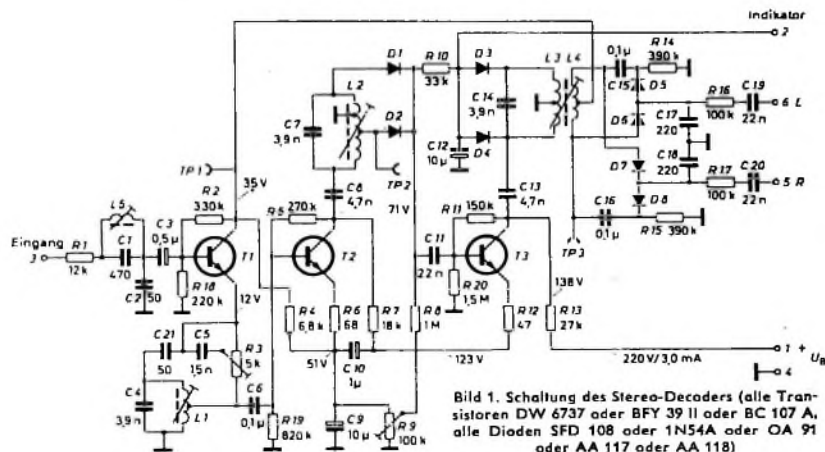 Indikator
2
D1
R10
33k
D3
L3
L4
0,1µ
R14
390k
C15
D5
R16
100k
C19
22n
6 L
L2
C7
3,9n
D2
C14
3,9n
D6
C17
220
C12
10µ
D4
C18
220
D7
R17
100k
C20
22n
5 R
TP1
TP2
35V
71V
C8
4,7n
C13
4,7n
D8
C16
0,1µ
R15
390k
TP3
L5
R2
330k
R5
270k
R11
150k
Eingang
3
R1
12k
C1
470
C3
0,5µ
T1
T2
C11
22n
T3
C2
50
R18
220k
R20
1,5M
138V
12V
R4
6,8k
R6
68
R7
18k
R8
1M
R12
47
R13
27k
C21
50
C5
15n
R3
5k
51V
C10
1µ
123V
220V/3,0mA
1 +
UB
4
C4
3,9n
L1
C6
0,1µ
R19
820k
C9
10µ
R9
100k
Bild 1. Schaltung des Stereo-Decoders (alle Tran-
sistoren DW 6737 oder BFY 39 II oder BC 107 A,
alle Dioden SFD 108 oder 1N54A oder OA 91
oder AA 117 oder AA 118)